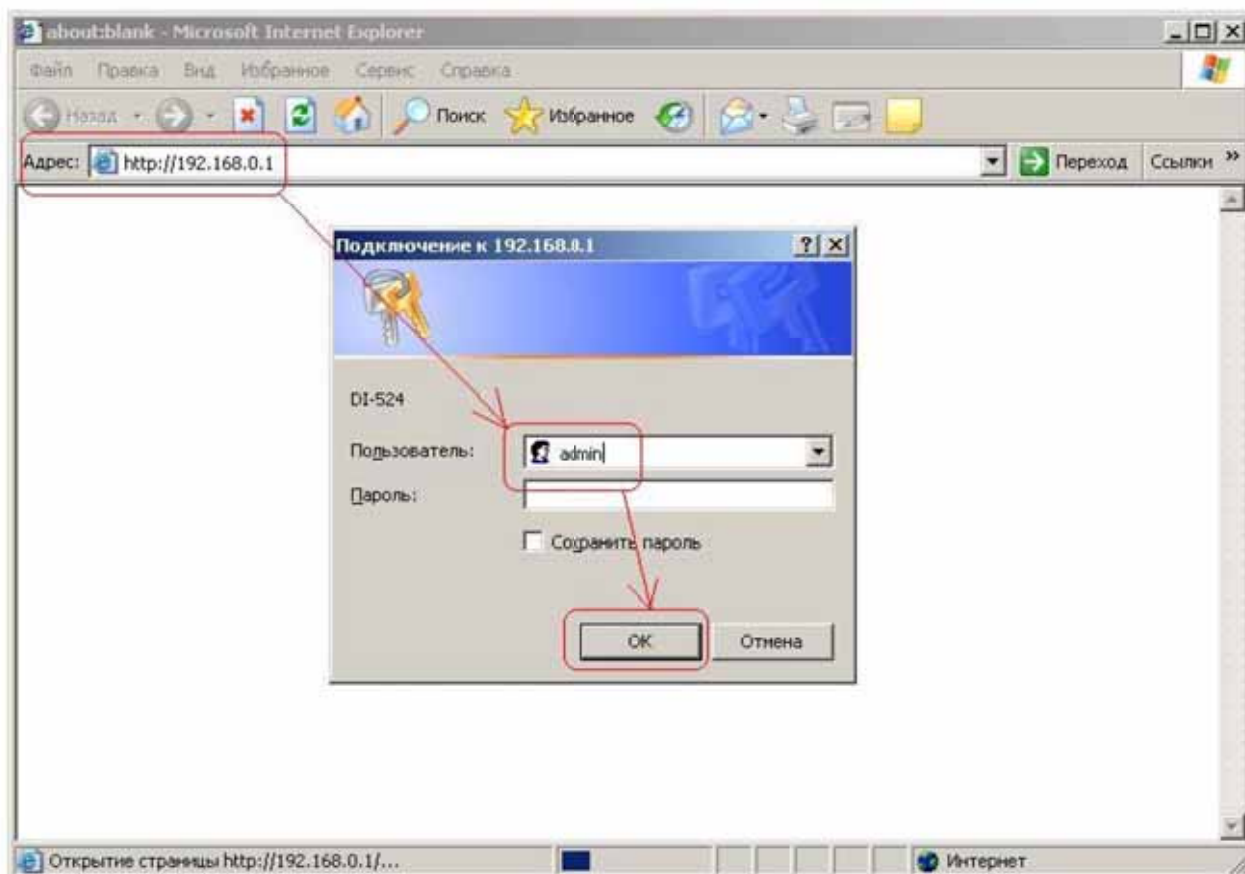 about:blank - Microsoft Internet Explorer
Файл Правка Вид Избранное Сервис Справка
Назад Поиск Избранное
Адрес: http://192.168.0.1 Переход Ссылки »
Подключение к 192.168.0.1
DI-524
Пользователь: admin
Пароль:
Сохранить пароль
OK Отмена
Открытие страницы http://192.168.0.1/... Интернет